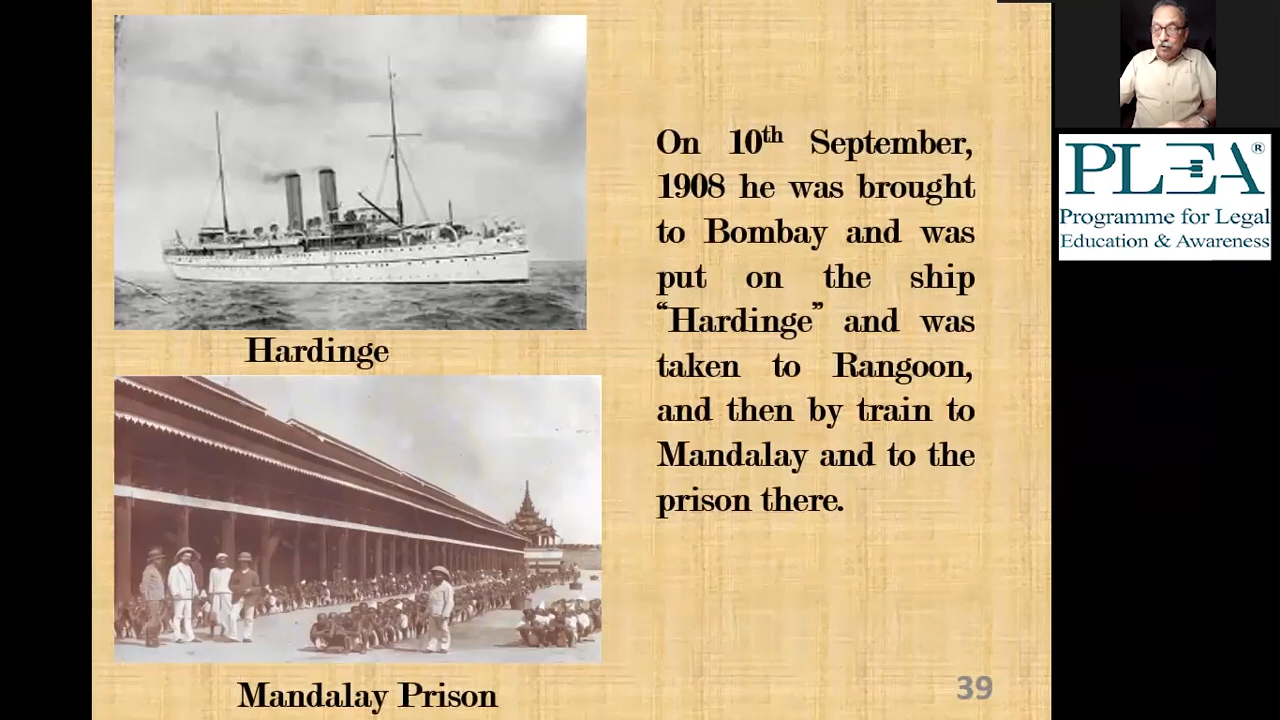 Hardinge
Mandalay Prison
On 10th September,
1908 he was brought
to Bombay and was
put on the ship
“Hardinge” and was
taken to Rangoon,
and then by train to
Mandalay and to the
prison there.
39
PLEA®
Programme for Legal
Education & Awareness